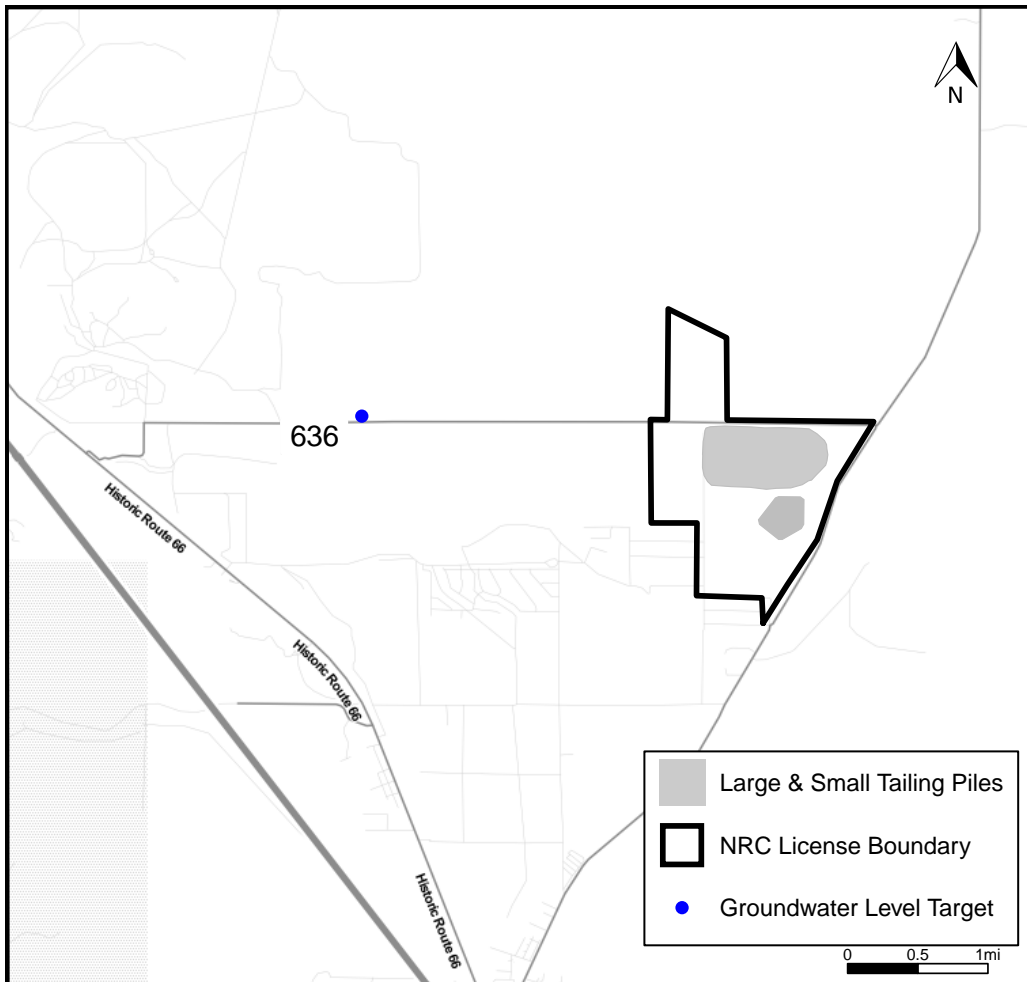 N
636
Historic Route 66
Historic Route 66
Historic Route 66
Large & Small Tailing Piles
NRC License Boundary
Groundwater Level Target
0 0.5 1mi